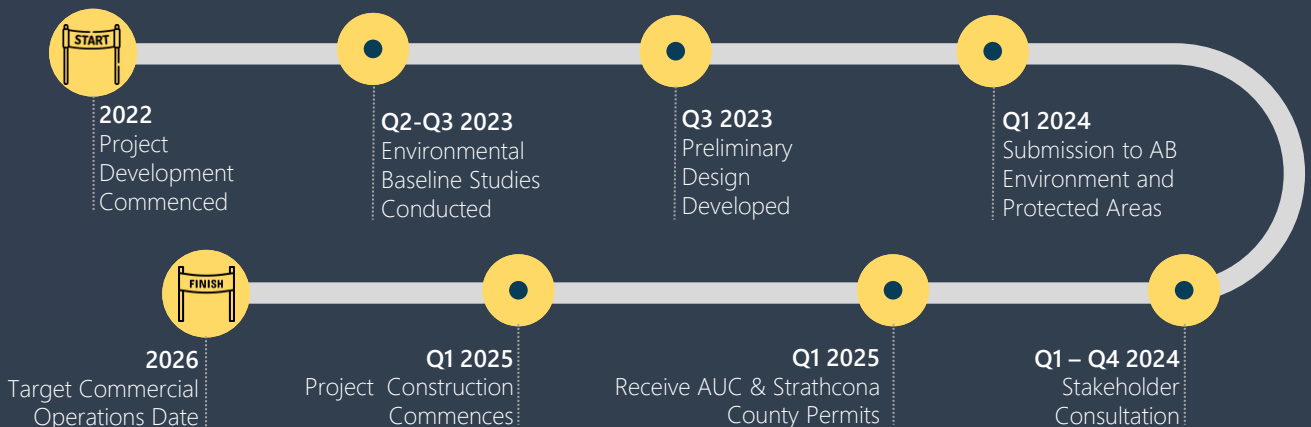 START
2022
Project
Development
Commenced
Q2-Q3 2023
Environmental
Baseline Studies
Conducted
Q3 2023
Preliminary
Design
Developed
Q1 2024
Submission to AB
Environment and
Protected Areas
Q1 – Q4 2024
Stakeholder
Consultation
Q1 2025
Receive AUC & Strathcona
County Permits
Q1 2025
Project Construction
Commences
FINISH
2026
Target Commercial
Operations Date